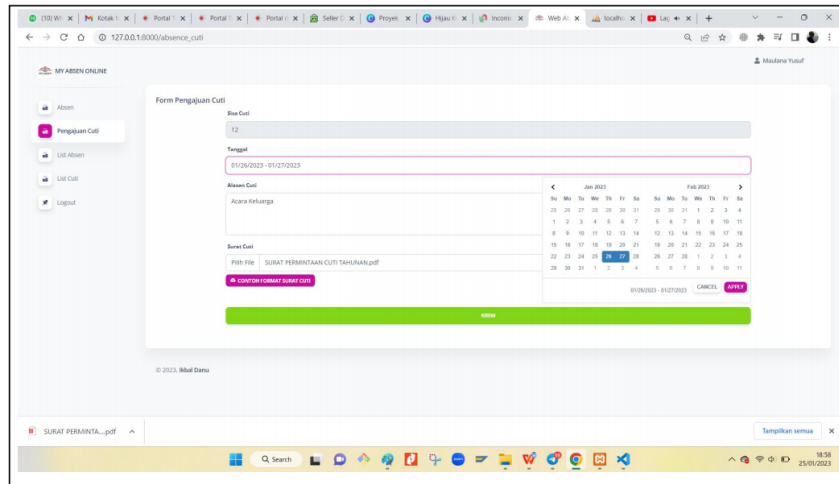 (10) Wh
Kotak
Portal
Portal
Portal
Seller C
Proyek
Hijau
Incomi
Web Ab
localho
Lag
127.0.0.1:8000/absence_cuti
MY ABSEN ONLINE
Maulana Yusuf
Absen
Pengajuan Cuti
List Absen
List Cuti
Logout
Form Pengajuan Cuti
Sisa Cuti
12
Tanggal
01/26/2023 - 01/27/2023
Alasan Cuti
Acara Keluarga
Surat Cuti
Pilih File SURAT PERMINTAAN CUTI TAHUNAN.pdf
CONTOH FORMAT SURAT CUTI
KIRIM
Jan 2023
Su Mo Tu We Th Fr Sa
25 26 27 28 29 30 31
1 2 3 4 5 6 7
8 9 10 11 12 13 14
15 16 17 18 19 20 21
22 23 24 25 26 27 28
29 30 31 1 2 3 4
Feb 2023
Su Mo Tu We Th Fr Sa
29 30 31 1 2 3 4
5 6 7 8 9 10 11
12 13 14 15 16 17 18
19 20 21 22 23 24 25
26 27 28 1 2 3 4
5 6 7 8 9 10 11
01/26/2023 - 01/27/2023 CANCEL APPLY
© 2023, Ikbal Danu
SURAT PERMINTA....pdf
Tampilkan semua
Search
18:58
25/01/2023